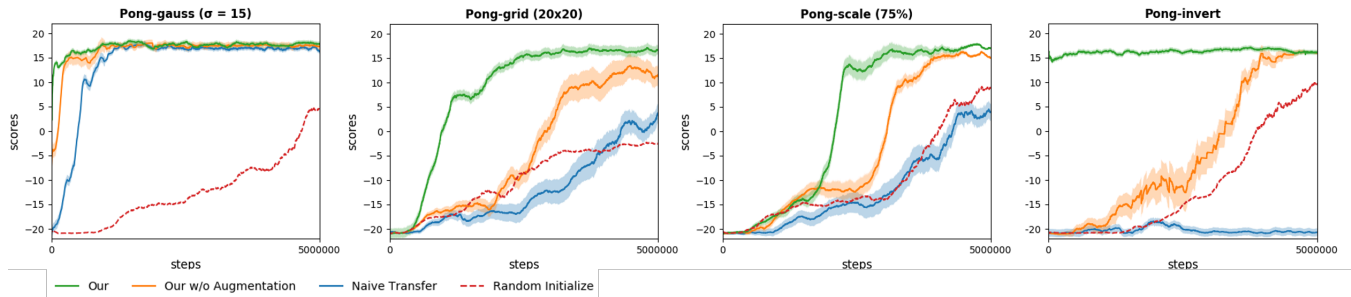 Pong-gauss (σ = 15)
20
15
10
5
0
−5
−10
−15
−20
scores
0
5000000
steps
Pong-grid (20x20)
20
15
10
5
0
−5
−10
−15
−20
scores
0
5000000
steps
Pong-scale (75%)
20
15
10
5
0
−5
−10
−15
−20
scores
0
5000000
steps
Pong-invert
20
15
10
5
0
−5
−10
−15
−20
scores
0
5000000
steps
Our
Our w/o Augmentation
Naive Transfer
Random Initialize